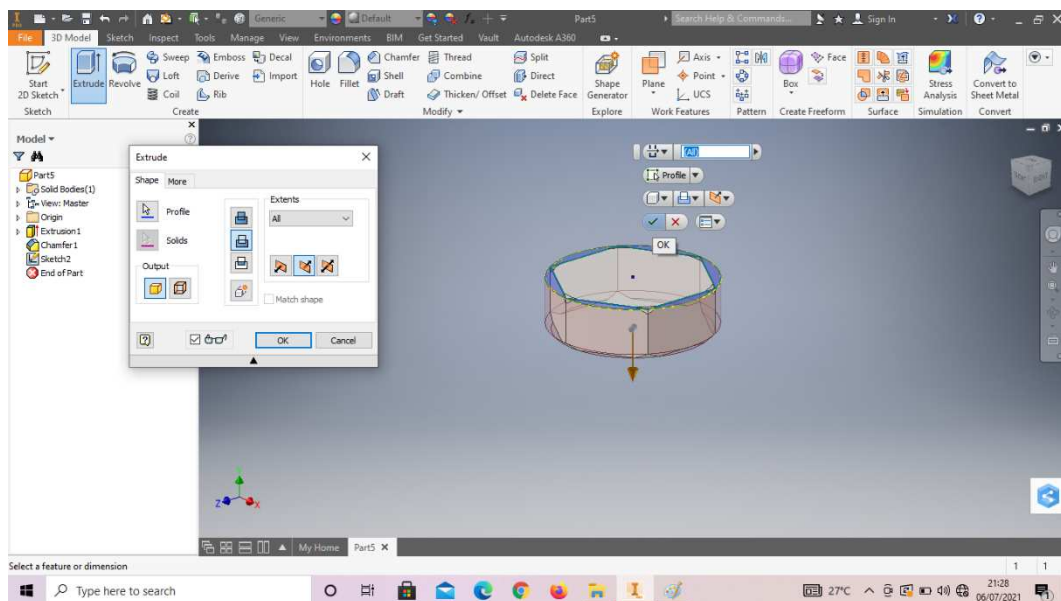 Generic
Default
Part5
Search Help & Commands...
Sign In
File 3D Model Sketch Inspect Tools Manage View Environments BIM Get Started Vault Autodesk A360
Start 2D Sketch
Extrude
Revolve
Sweep
Emboss
Decal
Loft
Derive
Import
Coil
Rib
Hole
Fillet
Chamfer
Thread
Shell
Combine
Draft
Thicken/ Offset
Split
Direct
Delete Face
Shape Generator
Plane
Axis
Point
UCS
Box
Face
Stress Analysis
Convert to Sheet Metal
Sketch Create Modify Explore Work Features Pattern Create Freeform Surface Simulation Convert
Model
Part5
Solid Bodies(1)
View: Master
Origin
Extrusion1
Chamfer1
Sketch2
End of Part
Extrude
Shape More
Profile
Solids
Output
Extents
All
Match shape
OK Cancel
All
Profile
OK
Y
Z
X
My Home Part5
Select a feature or dimension
1 1
Type here to search
27°C
21:28
06/07/2021